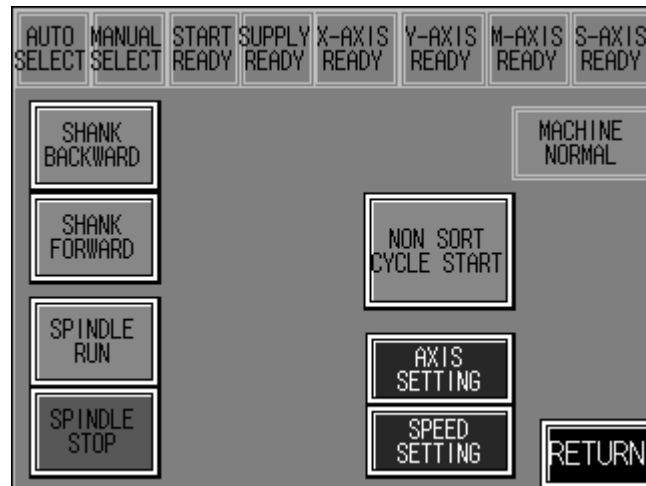 AUTO MANUAL START SUPPLY X-AXIS Y-AXIS M-AXIS S-AXIS
SELECT SELECT READY READY READY READY READY READY
SHANK
BACKWARD
MACHINE
NORMAL
SHANK
FORWARD
NON SORT
CYCLE START
SPINDLE
RUN
AXIS
SETTING
SPINDLE
STOP
SPEED
SETTING
RETURN